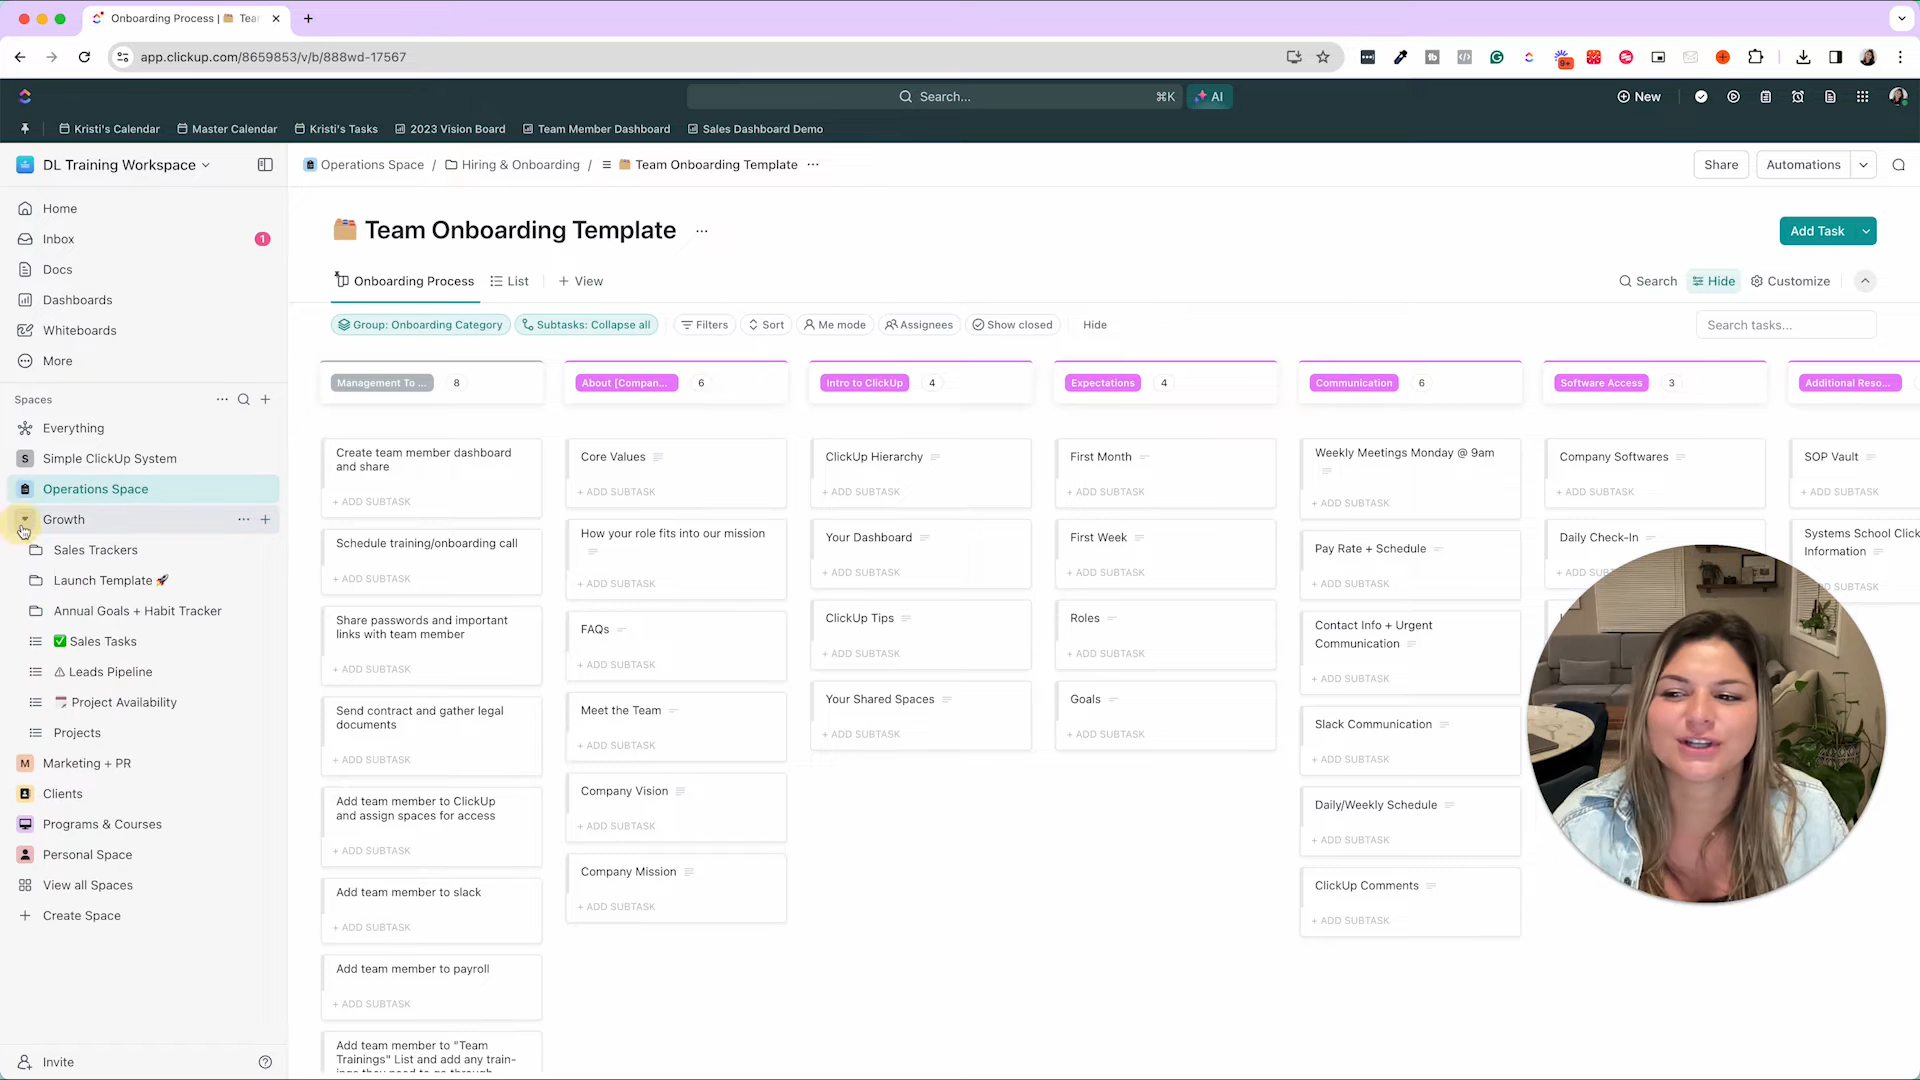 Onboarding Process | 🗂️ Tear
app.clickup.com/8659853/v/b/888wd-17567
9+
Search...
⌘K
AI
New
Kristi's Calendar
Master Calendar
Kristi's Tasks
2023 Vision Board
Team Member Dashboard
Sales Dashboard Demo
DL Training Workspace
Operations Space / Hiring & Onboarding / 🗂️ Team Onboarding Template ...
Share
Automations
Home
Inbox
1
Docs
Dashboards
Whiteboards
More
Spaces
Everything
S Simple ClickUp System
Operations Space
Growth
Sales Trackers
Launch Template 🚀
Annual Goals + Habit Tracker
✅ Sales Tasks
⚠ Leads Pipeline
🗓️ Project Availability
Projects
M Marketing + PR
Clients
Programs & Courses
Personal Space
View all Spaces
+ Create Space
Invite
🗂️ Team Onboarding Template ...
Add Task
Onboarding Process
List
+ View
Search
Hide
Customize
Group: Onboarding Category
Subtasks: Collapse all
Filters
Sort
Me mode
Assignees
Show closed
Hide
Search tasks...
Management To ... 8
Create team member dashboard
and share
+ ADD SUBTASK
Schedule training/onboarding call
+ ADD SUBTASK
Share passwords and important
links with team member
+ ADD SUBTASK
Send contract and gather legal
documents
+ ADD SUBTASK
Add team member to ClickUp
and assign spaces for access
+ ADD SUBTASK
Add team member to slack
+ ADD SUBTASK
Add team member to payroll
+ ADD SUBTASK
Add team member to "Team
Trainings" List and add any train-
About [Compan... 6
Core Values
+ ADD SUBTASK
How your role fits into our mission
+ ADD SUBTASK
FAQs
+ ADD SUBTASK
Meet the Team
+ ADD SUBTASK
Company Vision
+ ADD SUBTASK
Company Mission
+ ADD SUBTASK
Intro to ClickUp 4
ClickUp Hierarchy
+ ADD SUBTASK
Your Dashboard
+ ADD SUBTASK
ClickUp Tips
+ ADD SUBTASK
Your Shared Spaces
+ ADD SUBTASK
Expectations 4
First Month
+ ADD SUBTASK
First Week
+ ADD SUBTASK
Roles
+ ADD SUBTASK
Goals
+ ADD SUBTASK
Communication 6
Weekly Meetings Monday @ 9am
+ ADD SUBTASK
Pay Rate + Schedule
+ ADD SUBTASK
Contact Info + Urgent
Communication
+ ADD SUBTASK
Slack Communication
+ ADD SUBTASK
Daily/Weekly Schedule
+ ADD SUBTASK
ClickUp Comments
+ ADD SUBTASK
Software Access 3
Company Softwares
+ ADD SUBTASK
Daily Check-In
+ ADD SUBTASK
Additional Reso...
SOP Vault
+ ADD SUBTASK
Systems School Click
Information
DD SUBTASK